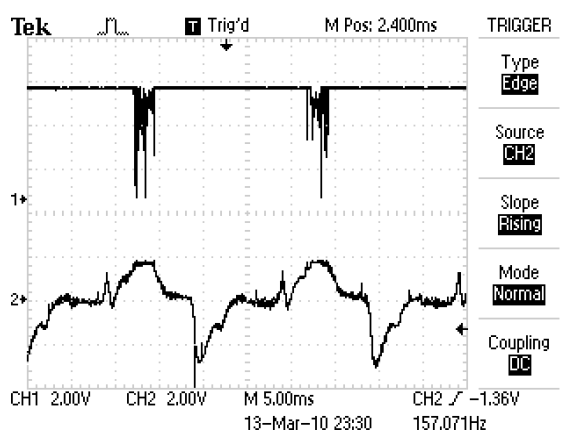 Tek T Trig'd M Pos: 2.400ms TRIGGER
Type
Edge
Source
CH2
Slope
Rising
Mode
Normal
Coupling
DC
1
2
CH1 2.00V CH2 2.00V M 5.00ms CH2 -1.36V
13-Mar-10 23:30 157.071Hz